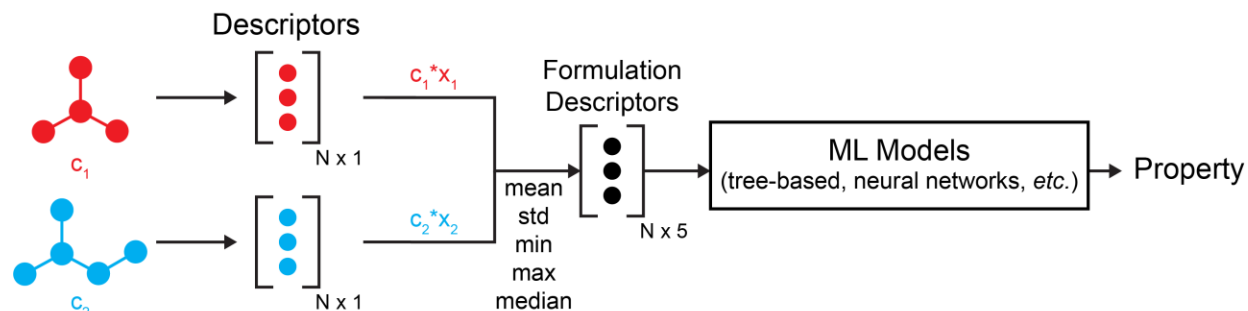 Descriptors
c₁
N x 1
c₁*x₁
c₂
N x 1
c₂*x₂
mean
std
min
max
median
Formulation
Descriptors
N x 5
ML Models
(tree-based, neural networks, etc.)
Property